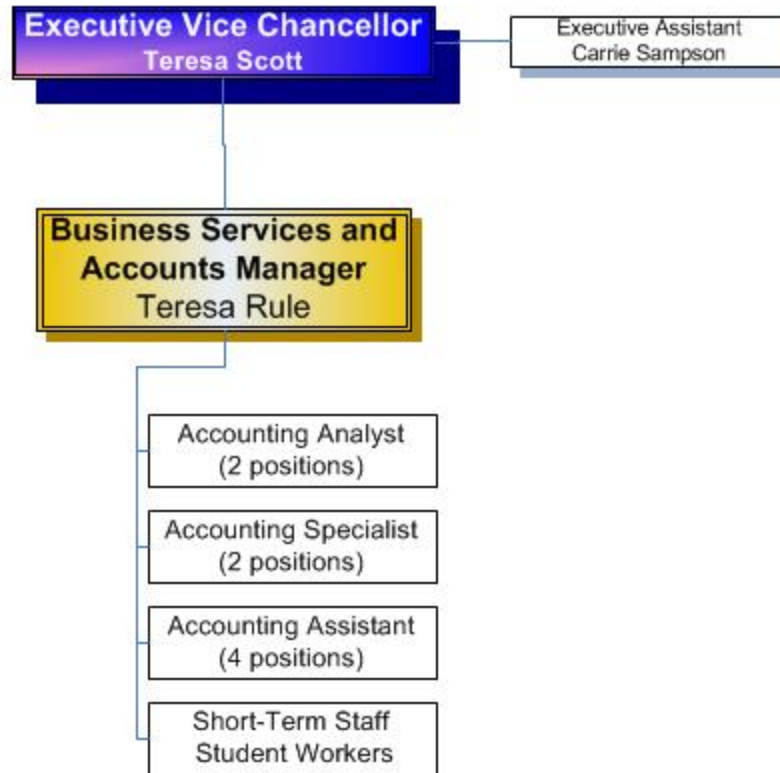 Executive Vice Chancellor
Teresa Scott
Executive Assistant
Carrie Sampson
Business Services and
Accounts Manager
Teresa Rule
Accounting Analyst
(2 positions)
Accounting Specialist
(2 positions)
Accounting Assistant
(4 positions)
Short-Term Staff
Student Workers